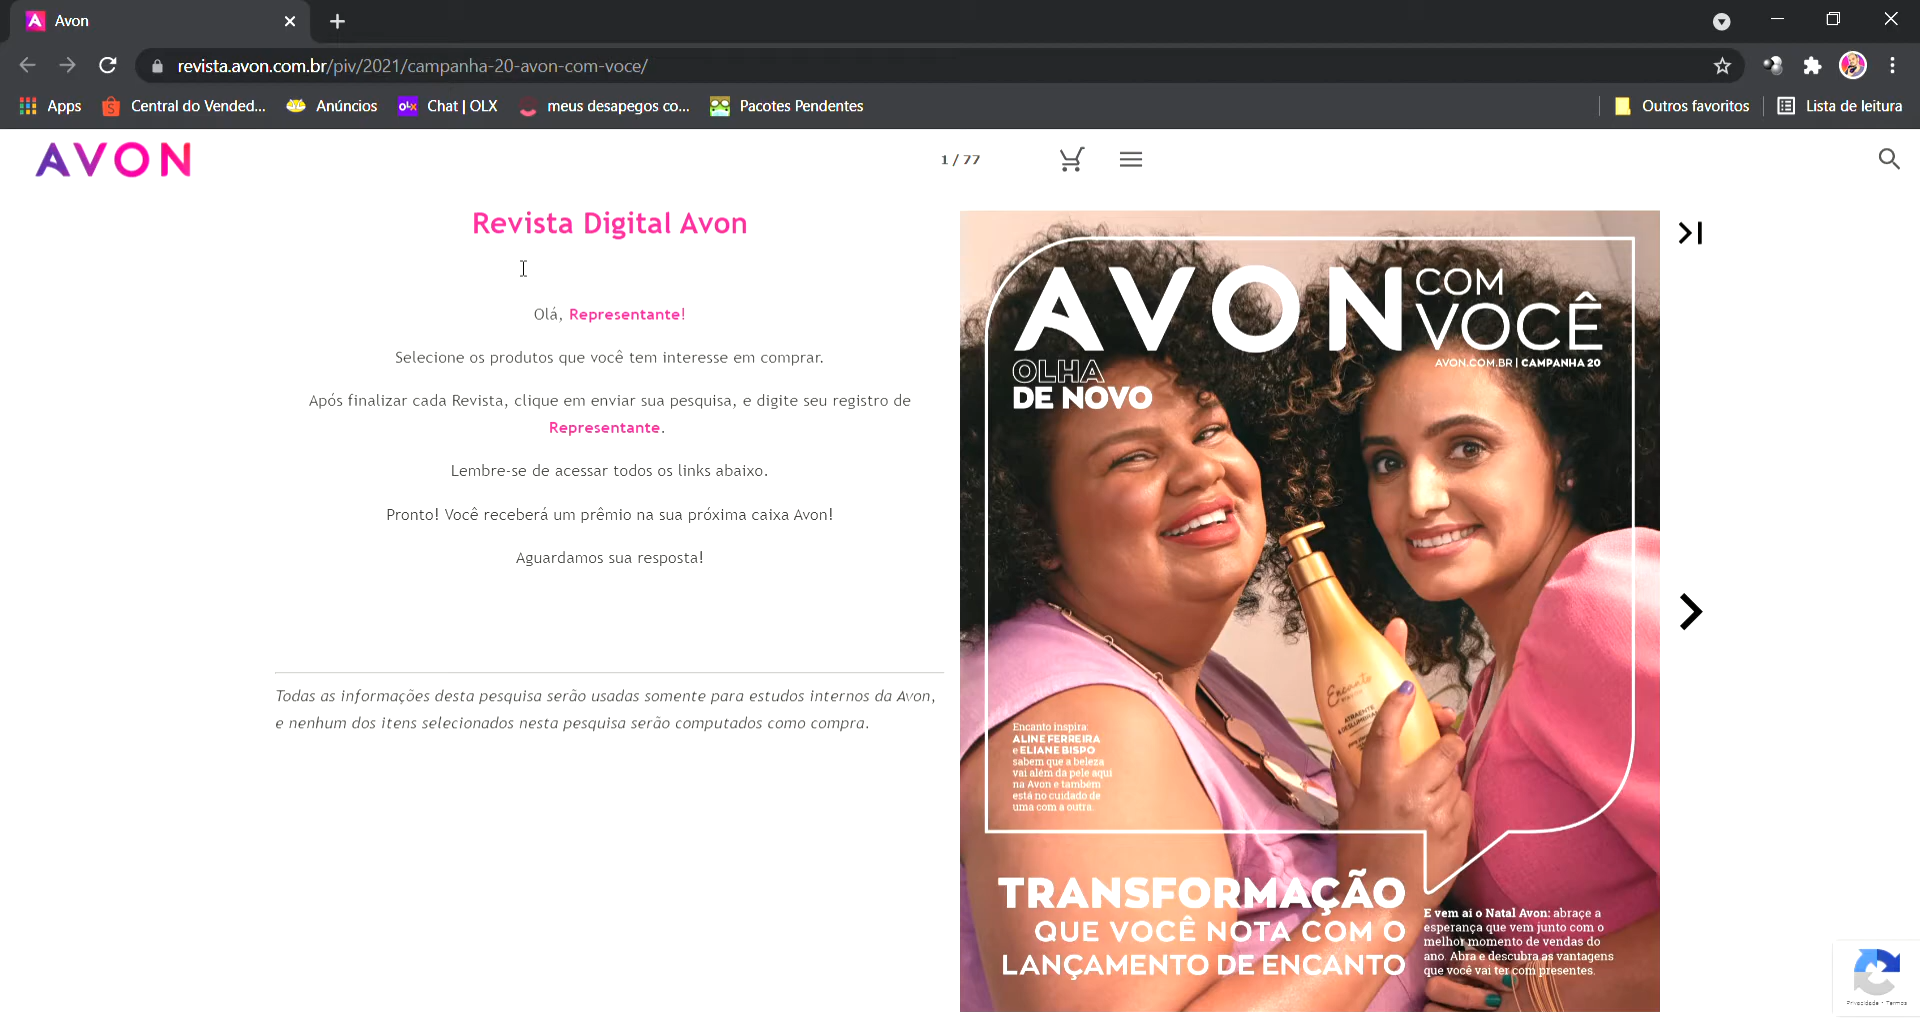 Avon
revista.avon.com.br/piv/2021/campanha-20-avon-com-voce/
Apps
Central do Vended...
Anúncios
Chat | OLX
meus desapegos co...
Pacotes Pendentes
Outros favoritos
Lista de leitura
AVON
1 / 77
Revista Digital Avon
Olá, Representante!
Selecione os produtos que você tem interesse em comprar.
Após finalizar cada Revista, clique em enviar sua pesquisa, e digite seu registro de
Representante.
Lembre-se de acessar todos os links abaixo.
Pronto! Você receberá um prêmio na sua próxima caixa Avon!
Aguardamos sua resposta!
Todas as informações desta pesquisa serão usadas somente para estudos internos da Avon,
e nenhum dos itens selecionados nesta pesquisa serão computados como compra.
AVON COM
VOCÊ
AVON.COM.BR | CAMPANHA 20
OLHA
DE NOVO
Encanto
ATRAENTE
Encanto inspira:
ALINE FERREIRA
e ELIANE BISPO
sabem que a beleza
vai além da pele aqui
na Avon e também
está no cuidado de
uma com a outra.
TRANSFORMAÇÃO
QUE VOCÊ NOTA COM O
LANÇAMENTO DE ENCANTO
E vem aí o Natal Avon: abraçe a
esperança que vem junto com o
melhor momento de vendas do
ano. Abra e descubra as vantagens
que você vai ter com presentes.
Privacidade - Termos